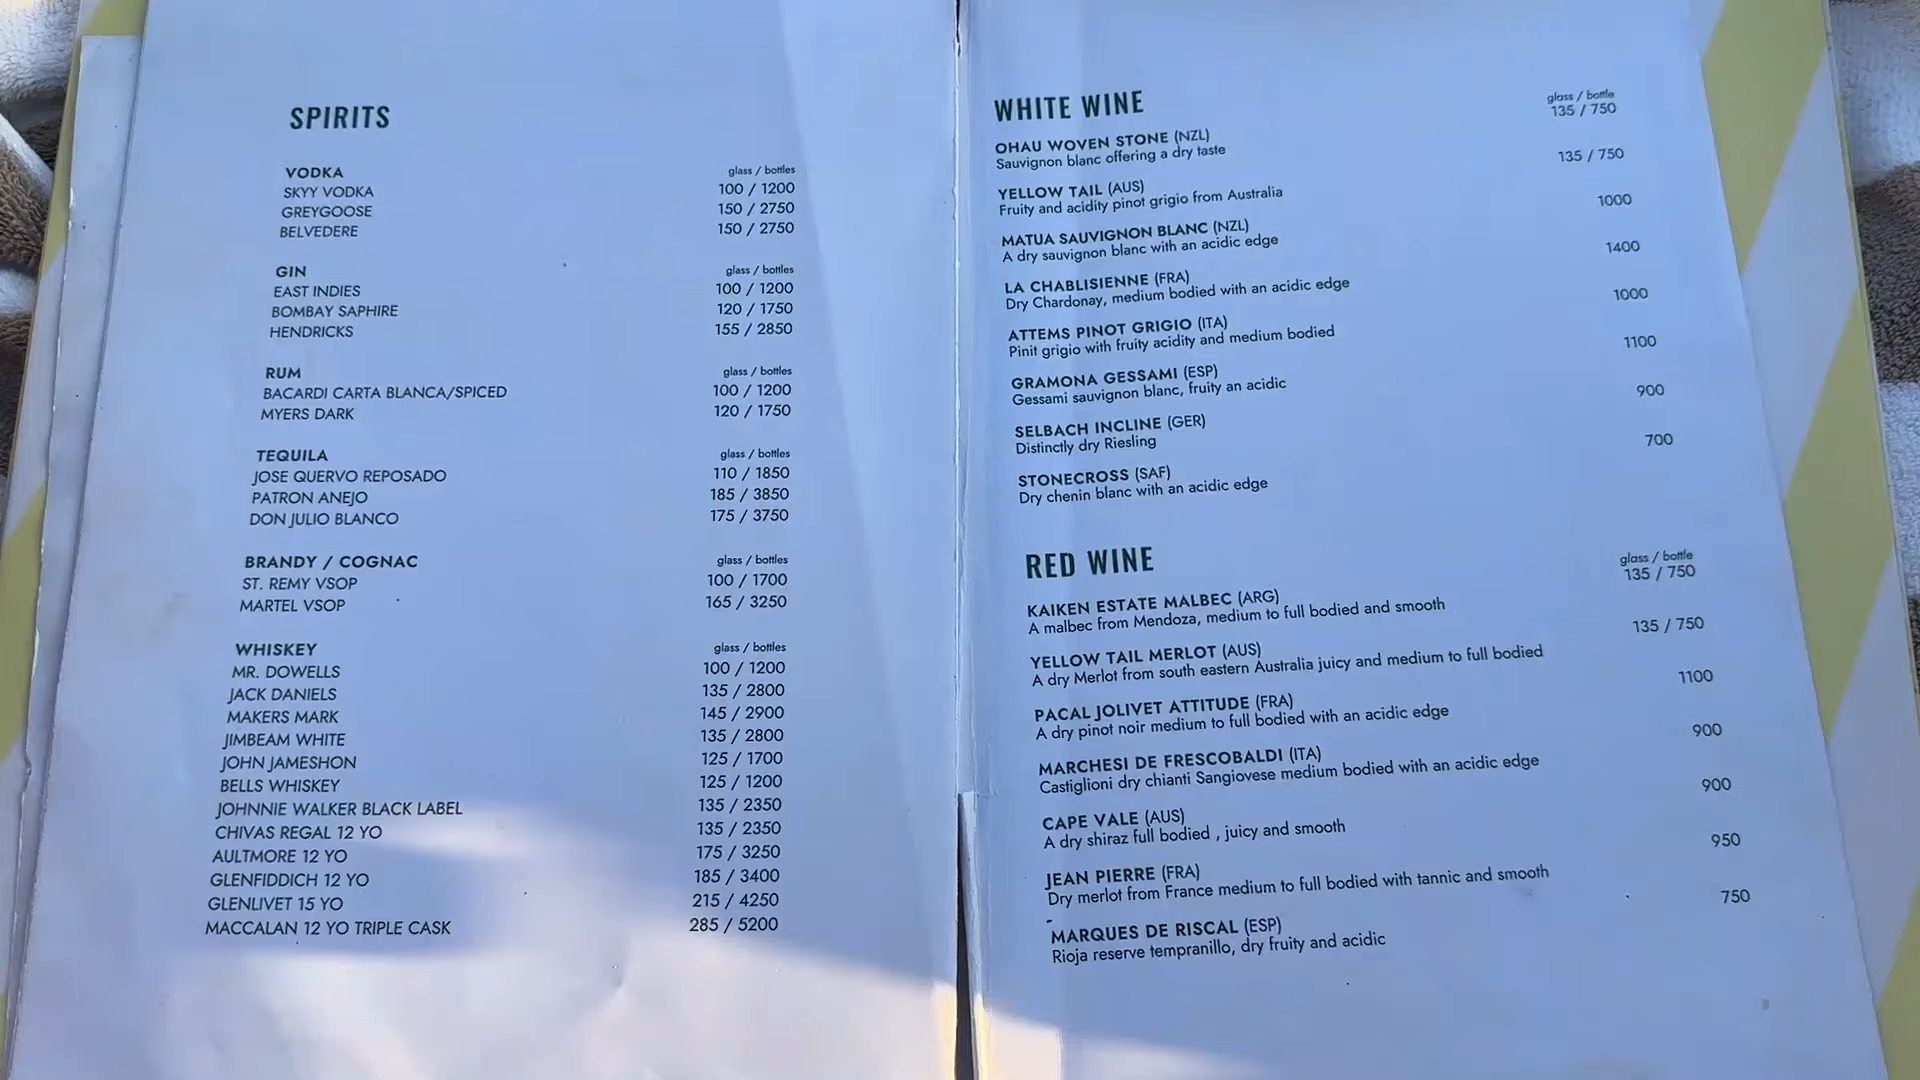 SPIRITS
VODKA glass / bottles
SKYY VODKA 100 / 1200
GREYGOOSE 150 / 2750
BELVEDERE 150 / 2750
GIN glass / bottles
EAST INDIES 100 / 1200
BOMBAY SAPHIRE 120 / 1750
HENDRICKS 155 / 2850
RUM glass / bottles
BACARDI CARTA BLANCA/SPICED 100 / 1200
MYERS DARK 120 / 1750
TEQUILA glass / bottles
JOSE QUERVO REPOSADO 110 / 1850
PATRON ANEJO 185 / 3850
DON JULIO BLANCO 175 / 3750
BRANDY / COGNAC glass / bottles
ST. REMY VSOP 100 / 1700
MARTEL VSOP 165 / 3250
WHISKEY glass / bottles
MR. DOWELLS 100 / 1200
JACK DANIELS 135 / 2800
MAKERS MARK 145 / 2900
JIMBEAM WHITE 135 / 2800
JOHN JAMESHON 125 / 1700
BELLS WHISKEY 125 / 1200
JOHNNIE WALKER BLACK LABEL 135 / 2350
CHIVAS REGAL 12 YO 135 / 2350
AULTMORE 12 YO 175 / 3250
GLENFIDDICH 12 YO 185 / 3400
GLENLIVET 15 YO 215 / 4250
MACCALAN 12 YO TRIPLE CASK 285 / 5200
WHITE WINE glass / bottle
OHAU WOVEN STONE (NZL) 135 / 750
Sauvignon blanc offering a dry taste
YELLOW TAIL (AUS) 135 / 750
Fruity and acidity pinot grigio from Australia
MATUA SAUVIGNON BLANC (NZL) 1000
A dry sauvignon blanc with an acidic edge
LA CHABLISIENNE (FRA) 1400
Dry Chardonay, medium bodied with an acidic edge
ATTEMS PINOT GRIGIO (ITA) 1000
Pinit grigio with fruity acidity and medium bodied
GRAMONA GESSAMI (ESP) 1100
Gessami sauvignon blanc, fruity an acidic
SELBACH INCLINE (GER) 900
Distinctly dry Riesling
STONECROSS (SAF) 700
Dry chenin blanc with an acidic edge
RED WINE glass / bottle
KAIKEN ESTATE MALBEC (ARG) 135 / 750
A malbec from Mendoza, medium to full bodied and smooth
YELLOW TAIL MERLOT (AUS) 135 / 750
A dry Merlot from south eastern Australia juicy and medium to full bodied
PACAL JOLIVET ATTITUDE (FRA) 1100
A dry pinot noir medium to full bodied with an acidic edge
MARCHESI DE FRESCOBALDI (ITA) 900
Castiglioni dry chianti Sangiovese medium bodied with an acidic edge
CAPE VALE (AUS) 900
A dry shiraz full bodied , juicy and smooth
JEAN PIERRE (FRA) 950
Dry merlot from France medium to full bodied with tannic and smooth
-
MARQUES DE RISCAL (ESP) 750
Rioja reserve tempranillo, dry fruity and acidic